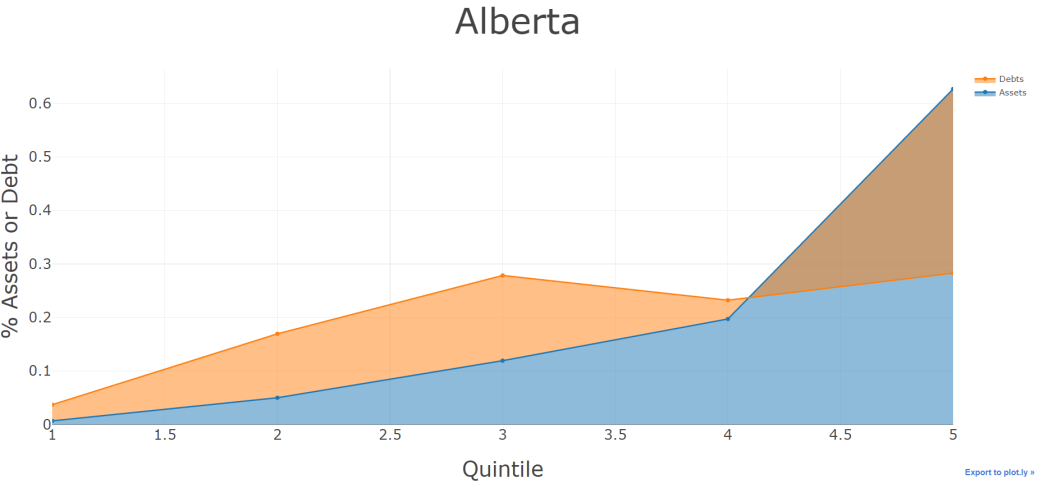 Alberta
Debts
Assets
% Assets or Debt
0.6
0.5
0.4
0.3
0.2
0.1
0
1 1.5 2 2.5 3 3.5 4 4.5 5
Quintile
Export to plot.ly »